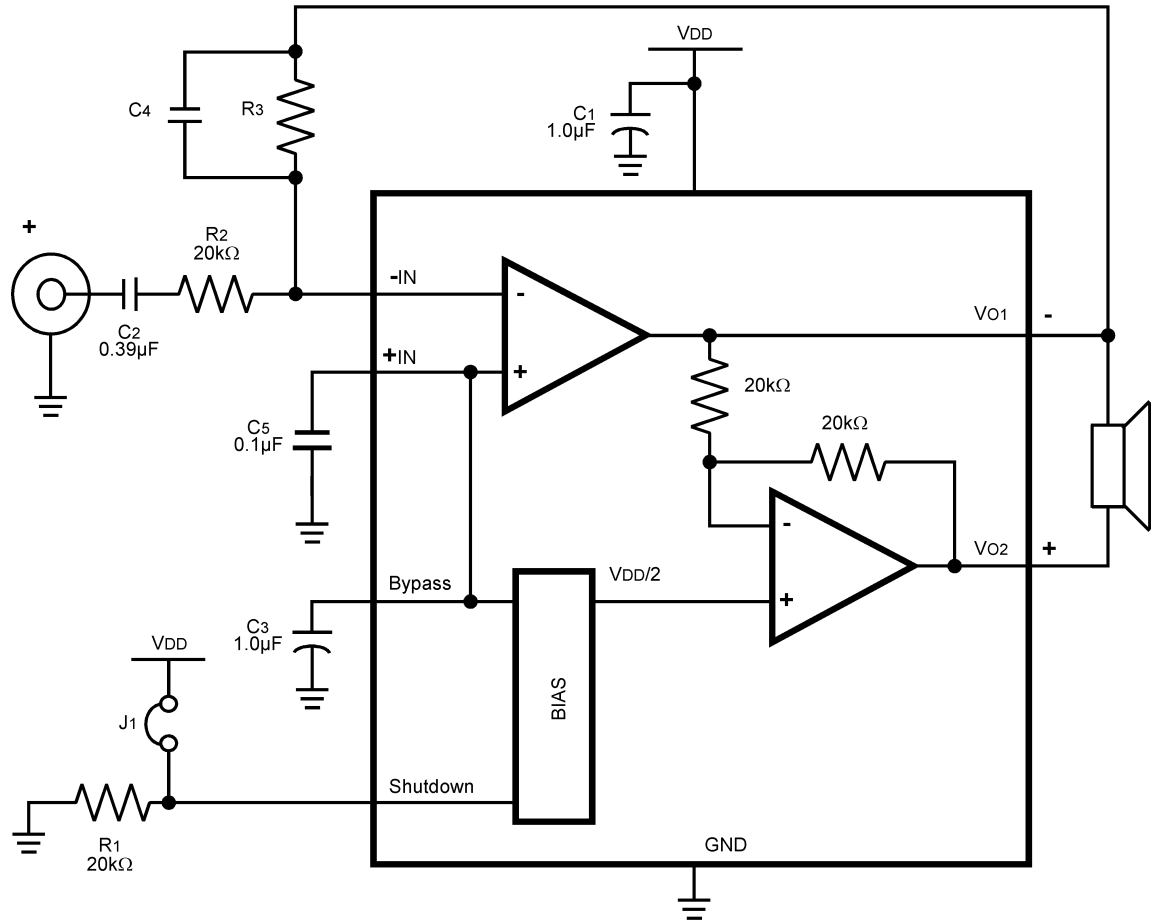 VDD
C1
1.0µF
C4
R3
+
R2
20kΩ
C2
0.39µF
-IN
-
+IN
+
VO1
-
20kΩ
20kΩ
C5
0.1µF
-
VO2
+
Bypass
VDD/2
+
C3
1.0µF
VDD
BIAS
J1
Shutdown
R1
20kΩ
GND